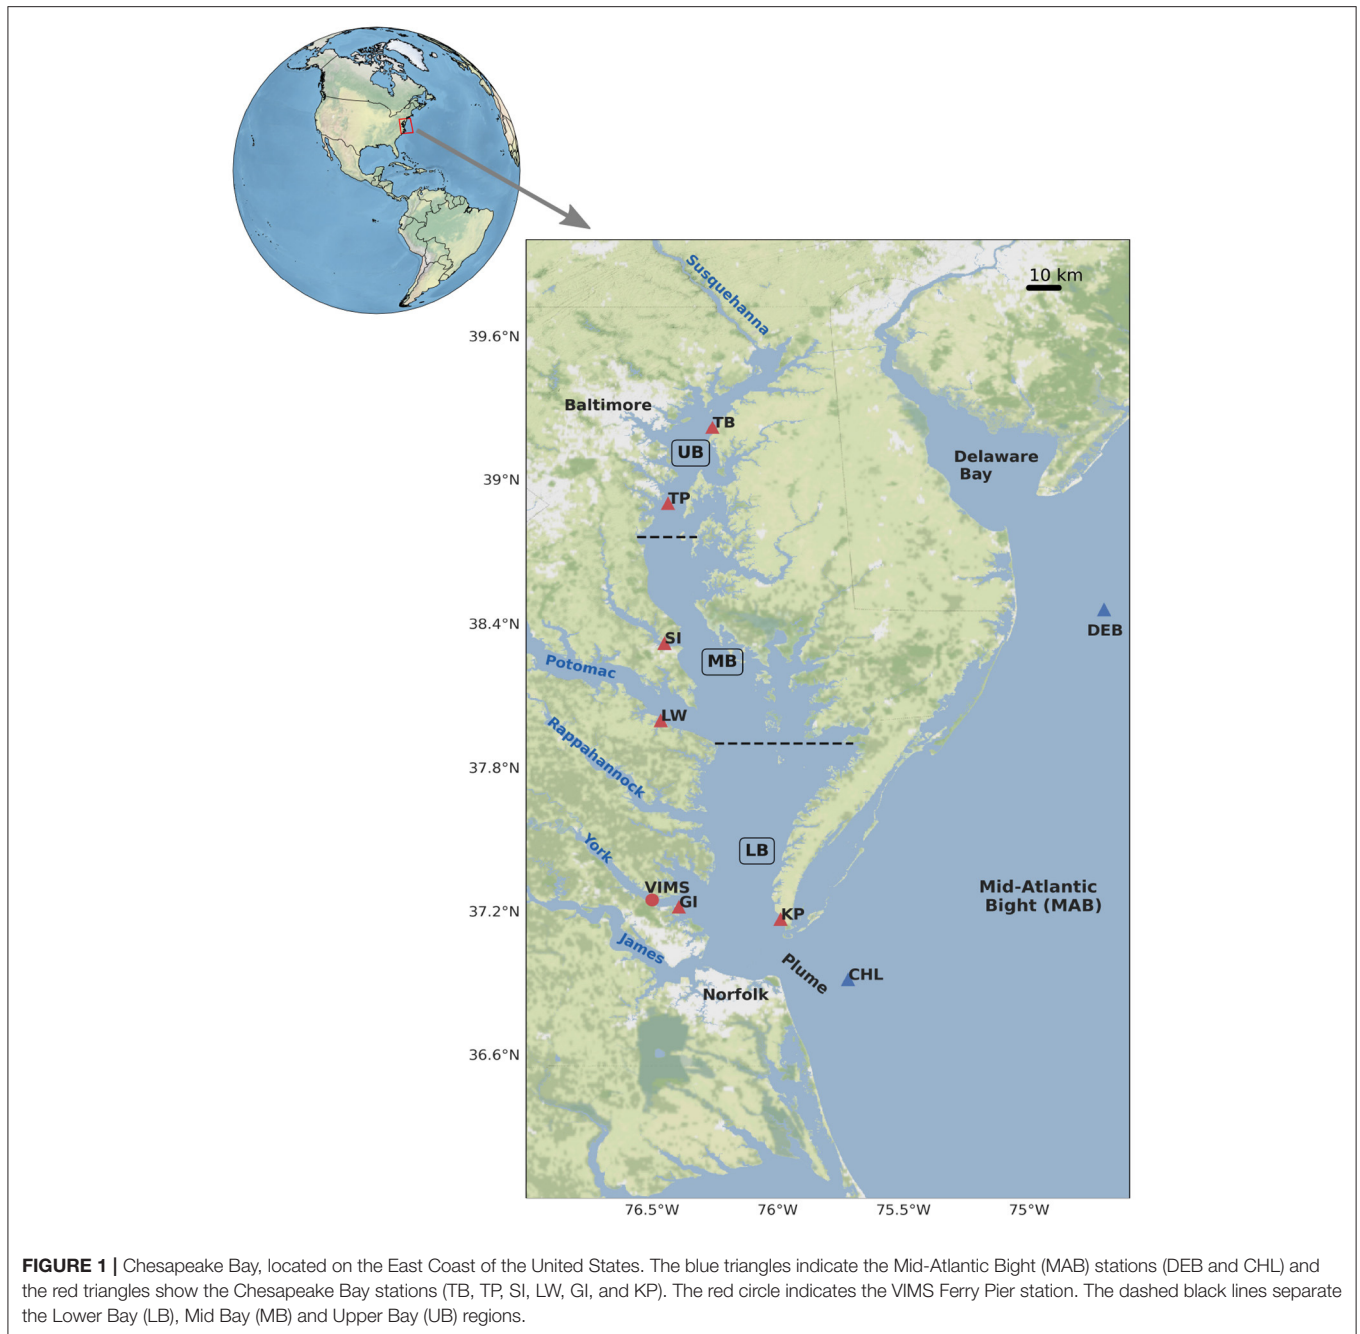 10 km
Susquehanna
39.6°N
Baltimore
TB
UB
Delaware
Bay
39°N
TP
38.4°N
DEB
SI
MB
Potomac
LW
Rappahannock
37.8°N
York
LB
VIMS
GI
Mid-Atlantic
Bight (MAB)
37.2°N
KP
James
Plume
CHL
Norfolk
36.6°N
76.5°W 76°W 75.5°W 75°W
FIGURE 1 | Chesapeake Bay, located on the East Coast of the United States. The blue triangles indicate the Mid-Atlantic Bight (MAB) stations (DEB and CHL) and
the red triangles show the Chesapeake Bay stations (TB, TP, SI, LW, GI, and KP). The red circle indicates the VIMS Ferry Pier station. The dashed black lines separate
the Lower Bay (LB), Mid Bay (MB) and Upper Bay (UB) regions.